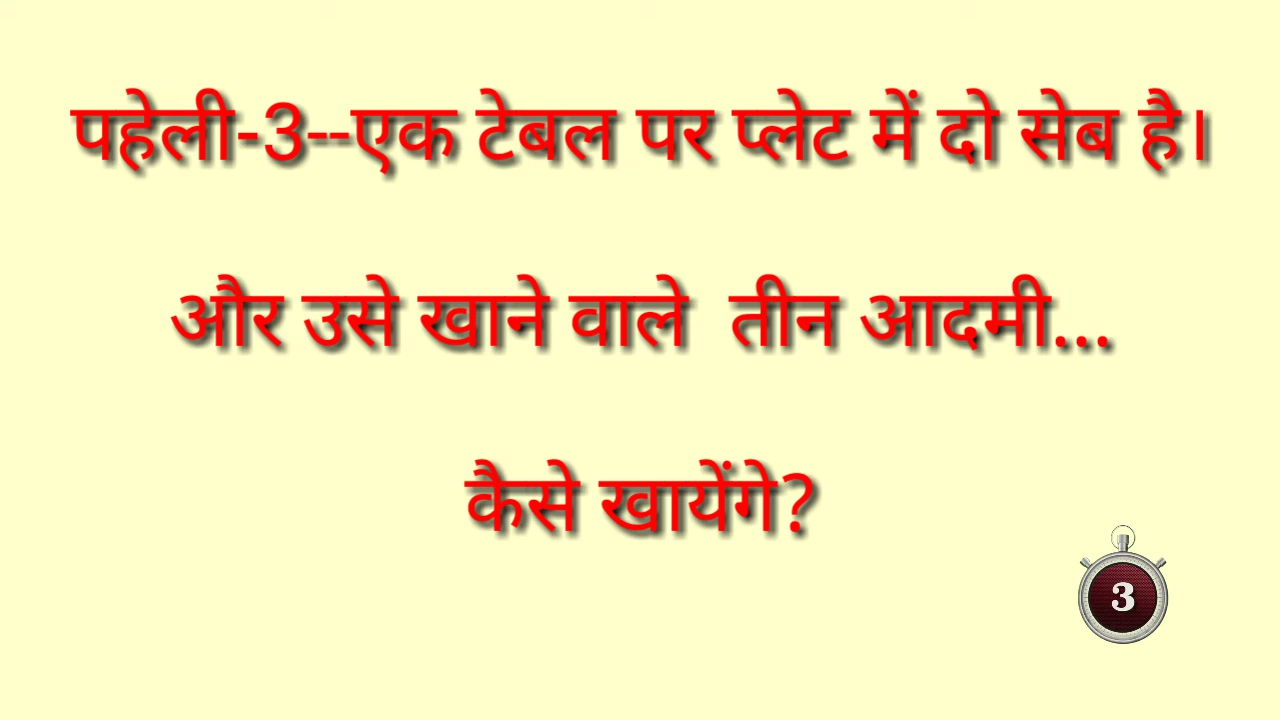 पहेली-3--एक टेबल पर प्लेट में दो सेब है।
और उसे खाने वाले तीन आदमी...
कैसे खायेंगे?
3